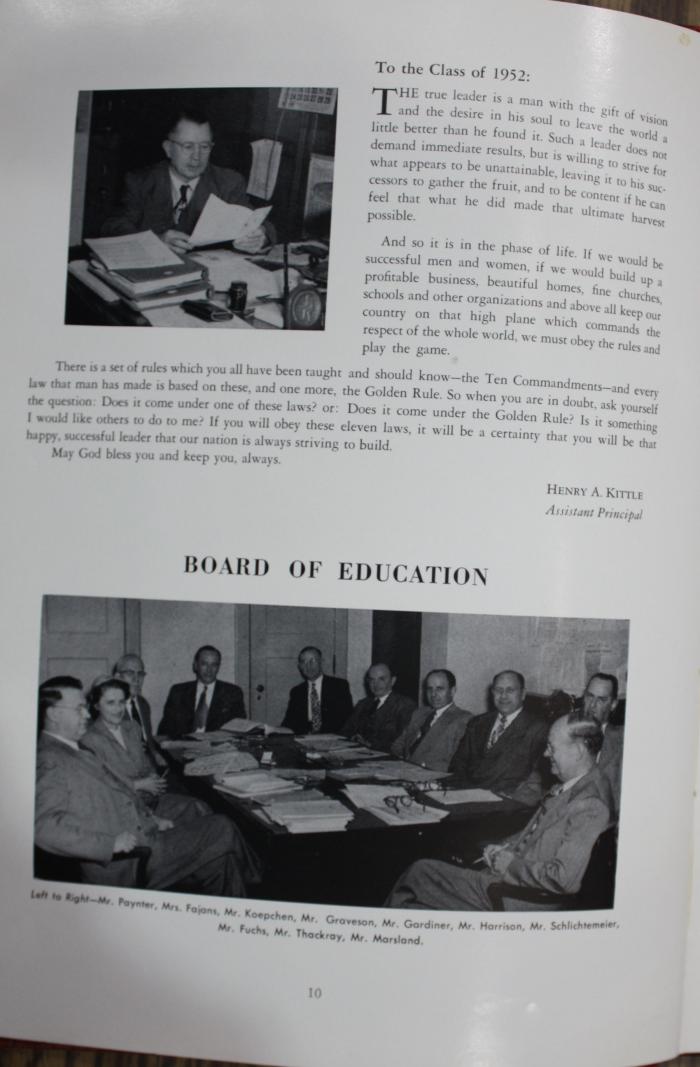 To the Class of 1952:
THE true leader is a man with the gift of vision
and the desire in his soul to leave the world a
little better than he found it. Such a leader does not
demand immediate results, but is willing to strive for
what appears to be unattainable, leaving it to his suc-
cessors to gather the fruit, and to be content if he can
feel that what he did made that ultimate harvest
possible.
And so it is in the phase of life. If we would be
successful men and women, if we would build up a
profitable business, beautiful homes, fine churches,
schools and other organizations and above all keep our
country on that high plane which commands the
respect of the whole world, we must obey the rules and
play the game.
There is a set of rules which you all have been taught and should know—the Ten Commandments—and every
law that man has made is based on these, and one more, the Golden Rule. So when you are in doubt, ask yourself
the question: Does it come under one of these laws? or: Does it come under the Golden Rule? Is it something
I would like others to do to me? If you will obey these eleven laws, it will be a certainty that you will be that
happy, successful leader that our nation is always striving to build.
May God bless you and keep you, always.
HENRY A. KITTLE
Assistant Principal
BOARD OF EDUCATION
Left to Right—Mr. Paynter, Mrs. Fajans, Mr. Koepchen, Mr. Graveson, Mr. Gardiner, Mr. Harrison, Mr. Schlichtemeier,
Mr. Fuchs, Mr. Thackray, Mr. Marsland.
10